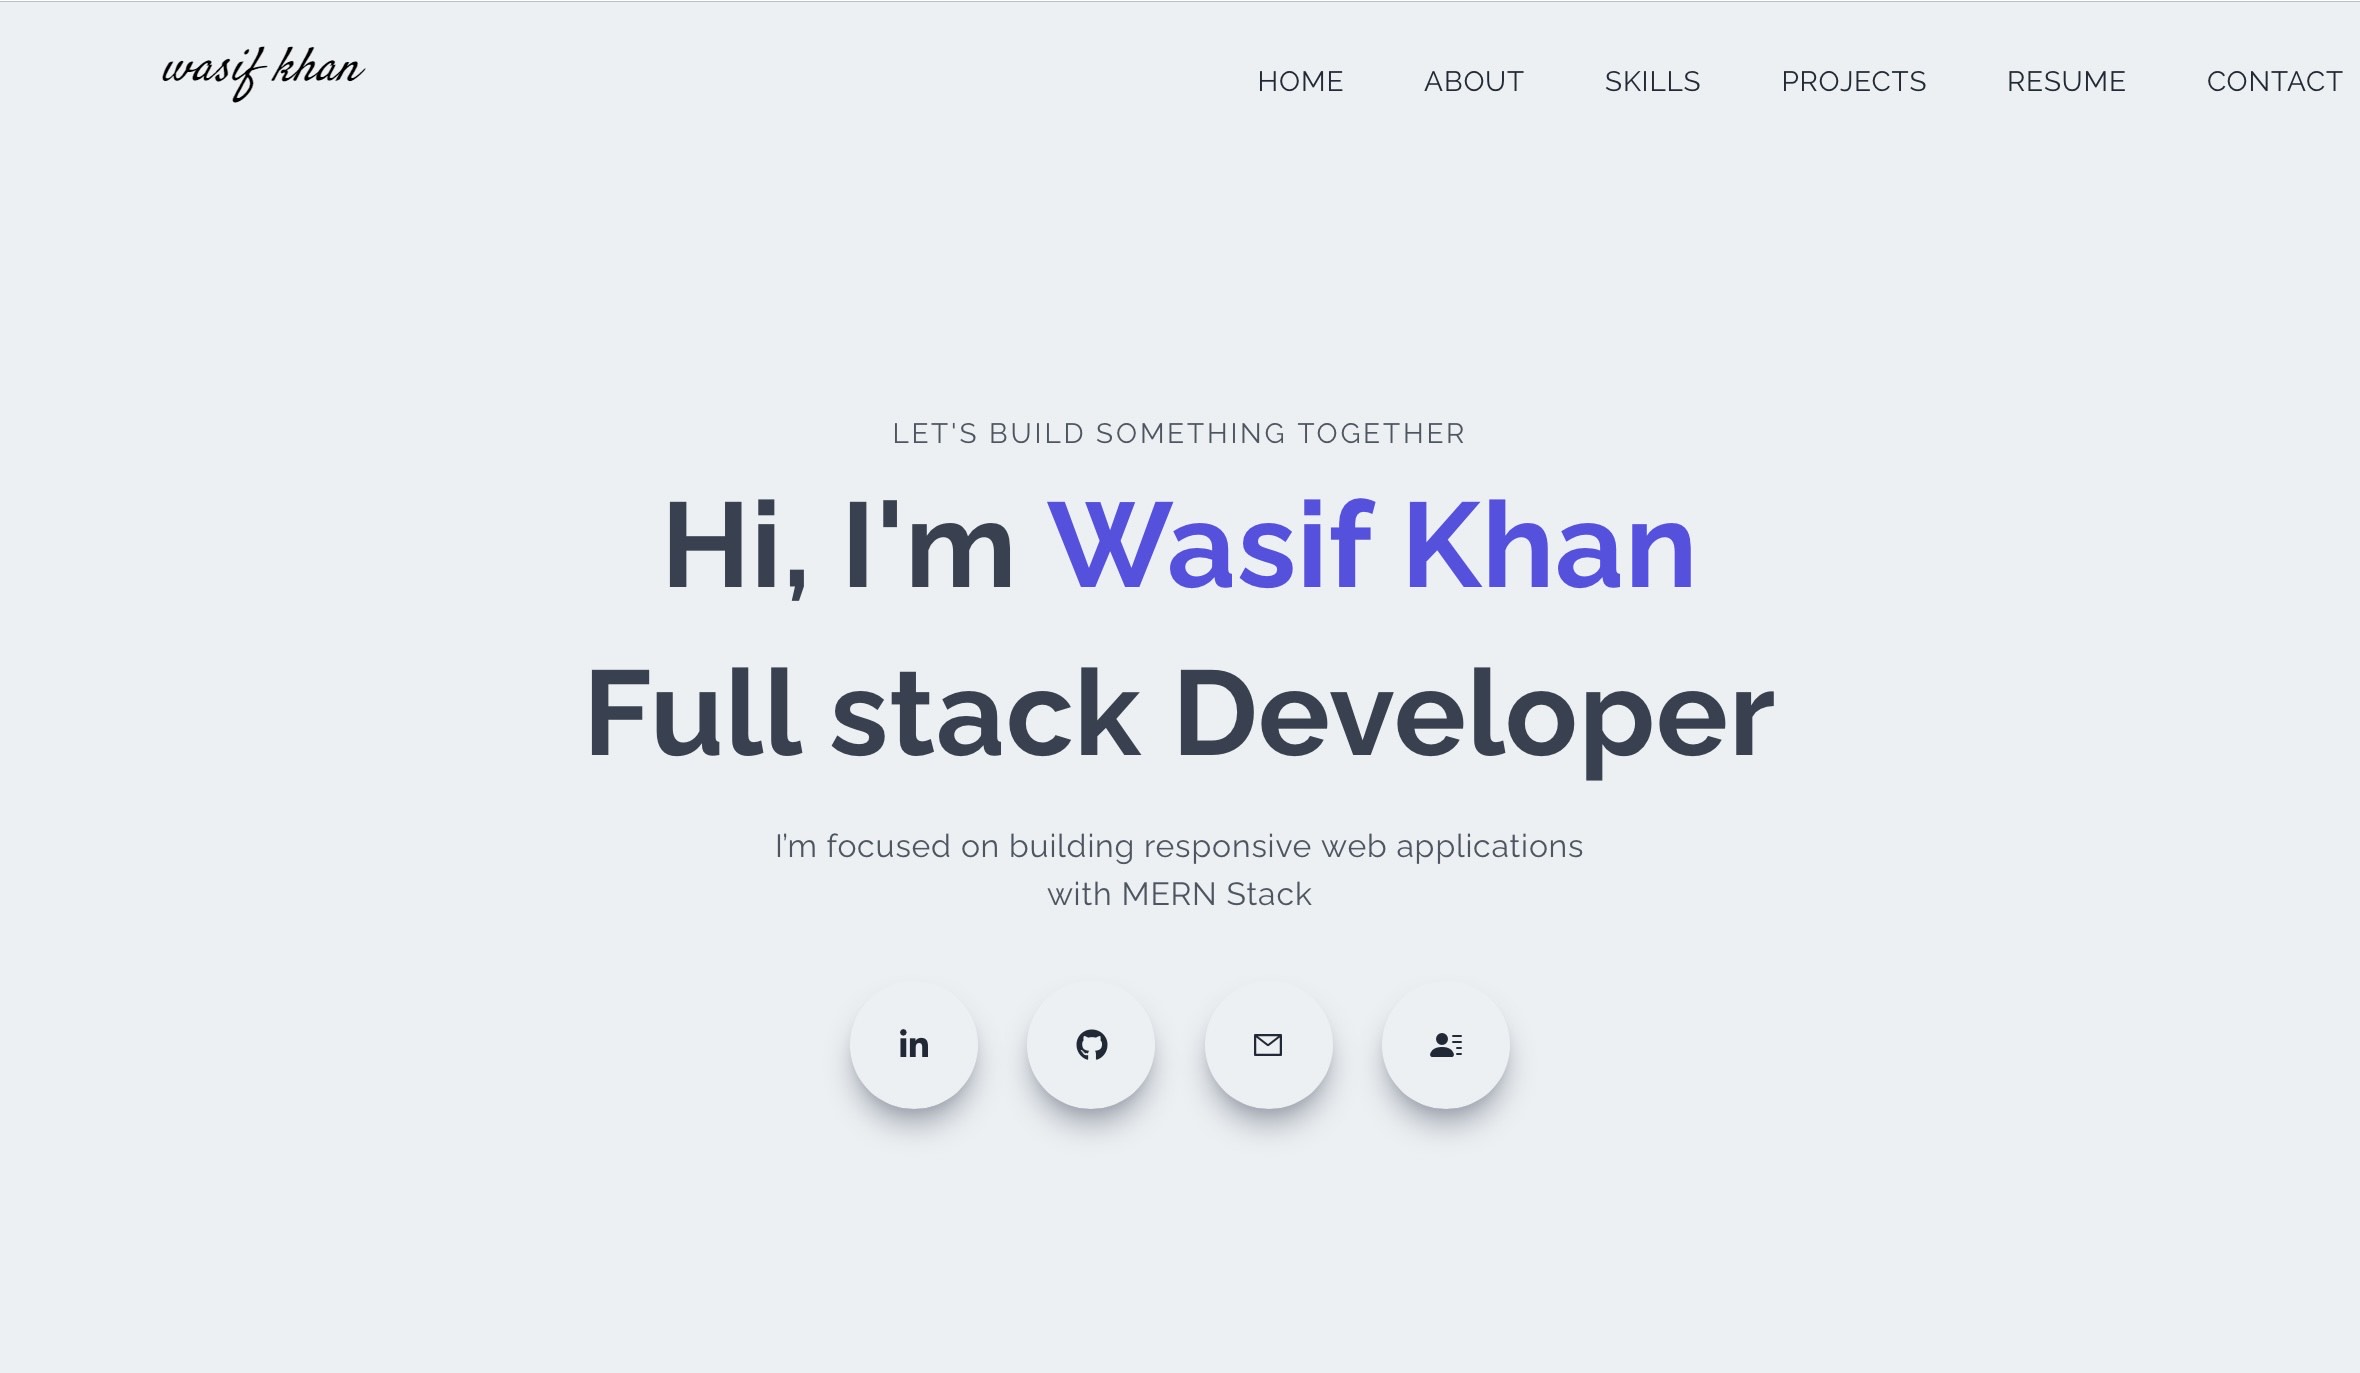 wasif khan
HOME ABOUT SKILLS PROJECTS RESUME CONTACT
LET'S BUILD SOMETHING TOGETHER
Hi, I'm Wasif Khan
Full stack Developer
I’m focused on building responsive web applications
with MERN Stack
in